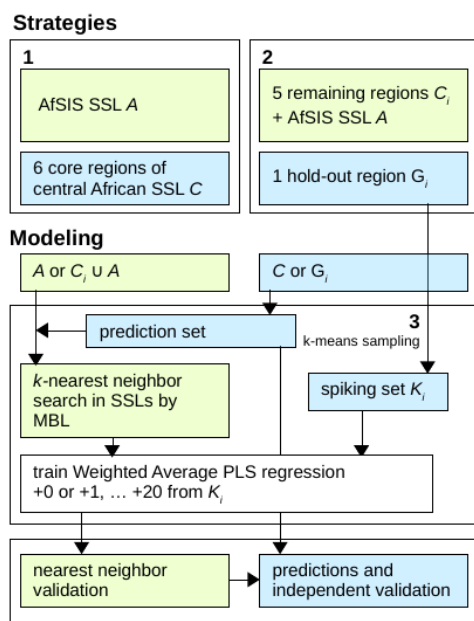 Strategies
1
AfSIS SSL A
6 core regions of
central African SSL C
2
5 remaining regions Cᵢ
+ AfSIS SSL A
1 hold-out region Gᵢ
Modeling
A or Cᵢ ∪ A
C or Gᵢ
prediction set
3
k-means sampling
k-nearest neighbor
search in SSLs by
MBL
spiking set Kᵢ
train Weighted Average PLS regression
+0 or +1, … +20 from Kᵢ
nearest neighbor
validation
predictions and
independent validation